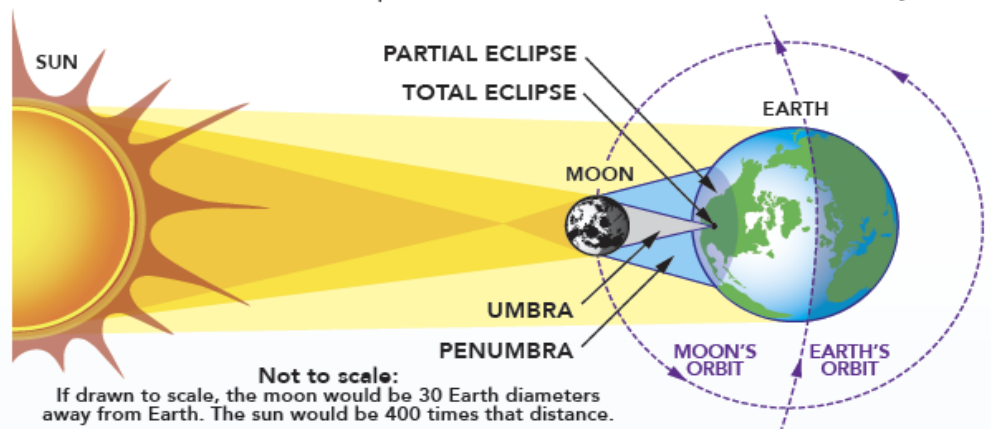 SUN
PARTIAL ECLIPSE
TOTAL ECLIPSE
EARTH
MOON
UMBRA
PENUMBRA
MOON'S
ORBIT
EARTH'S
ORBIT
Not to scale:
If drawn to scale, the moon would be 30 Earth diameters
away from Earth. The sun would be 400 times that distance.